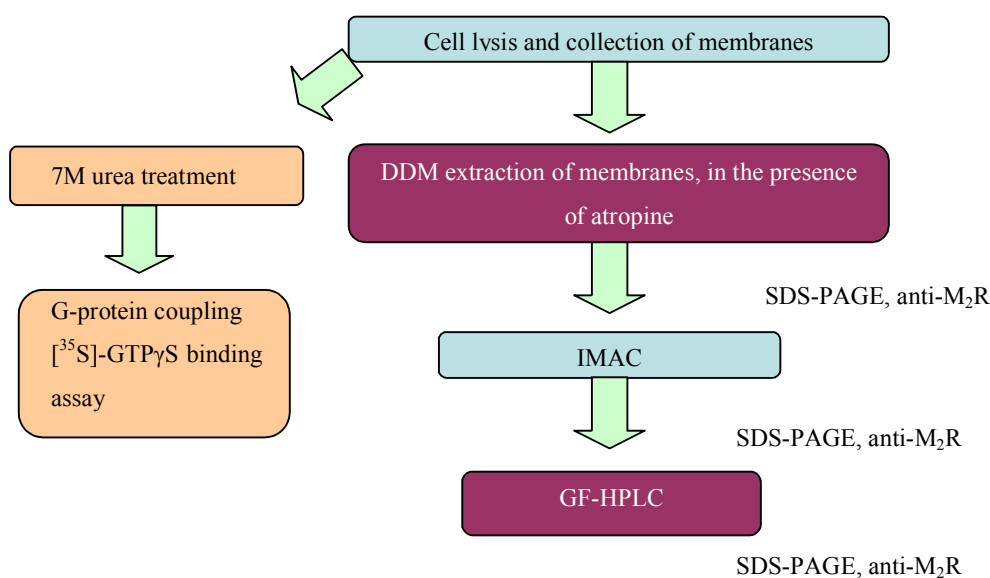 Cell lysis and collection of membranes
7M urea treatment
DDM extraction of membranes, in the presence
of atropine
G-protein coupling
[³⁵S]-GTPγS binding
assay
SDS-PAGE, anti-M₂R
IMAC
SDS-PAGE, anti-M₂R
GF-HPLC
SDS-PAGE, anti-M₂R